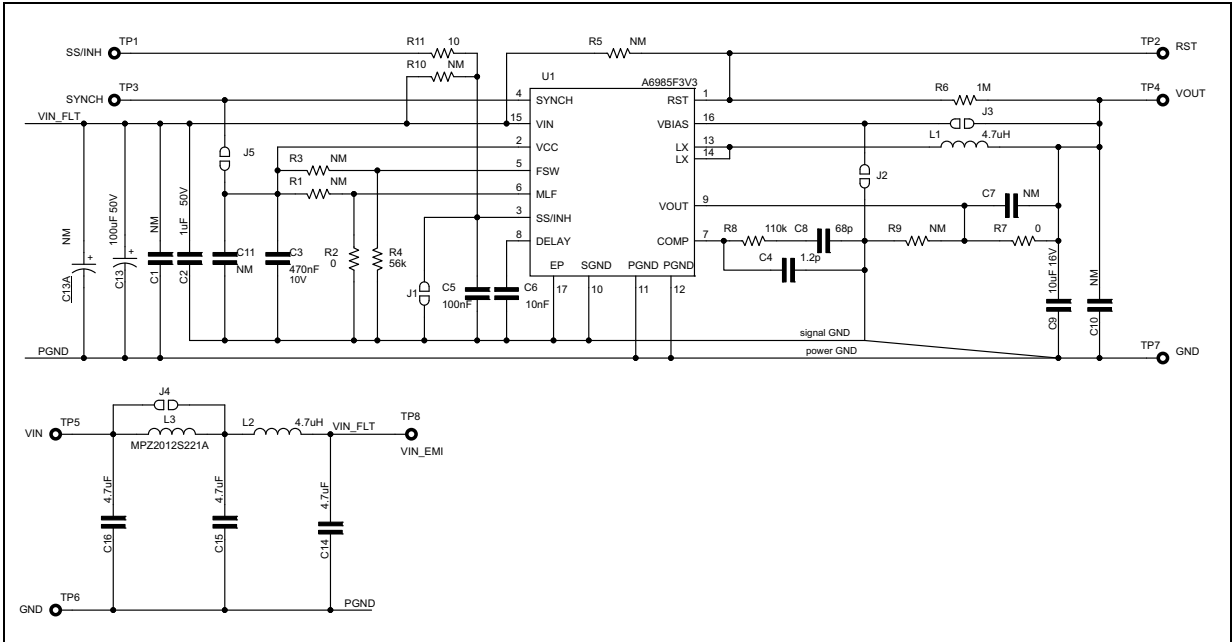 TP1
SS/INH
R11 10
R10 NM
R5 NM
TP2
RST
U1
A6985F3V3
TP3
SYNCH
4 SYNCH
RST 1
R6 1M
TP4
VOUT
VIN_FLT
15 VIN
VBIAS 16
J3
2 VCC
LX 13
LX 14
L1 4.7uH
J5
R3 NM
5 FSW
R1 NM
6 MLF
J2
C7 NM
3 SS/INH
VOUT 9
8 DELAY
COMP 7
R8 110k
C8 68p
R9 NM
R7 0
C4 1.2p
NM
C13A
100uF 50V
C13
NM
C1
1uF 50V
C2
C11
NM
C3
470nF
10V
R2
0
R4
56k
J1
C5
100nF
C6
10nF
EP
SGND
PGND
PGND
17
10
11
12
10uF 16V
C9
NM
C10
signal GND
power GND
PGND
TP7
GND
J4
L3
MPZ2012S221A
VIN
TP5
L2 4.7uH
VIN_FLT
TP8
VIN_EMI
4.7uF
C16
4.7uF
C15
4.7uF
C14
TP6
GND
PGND